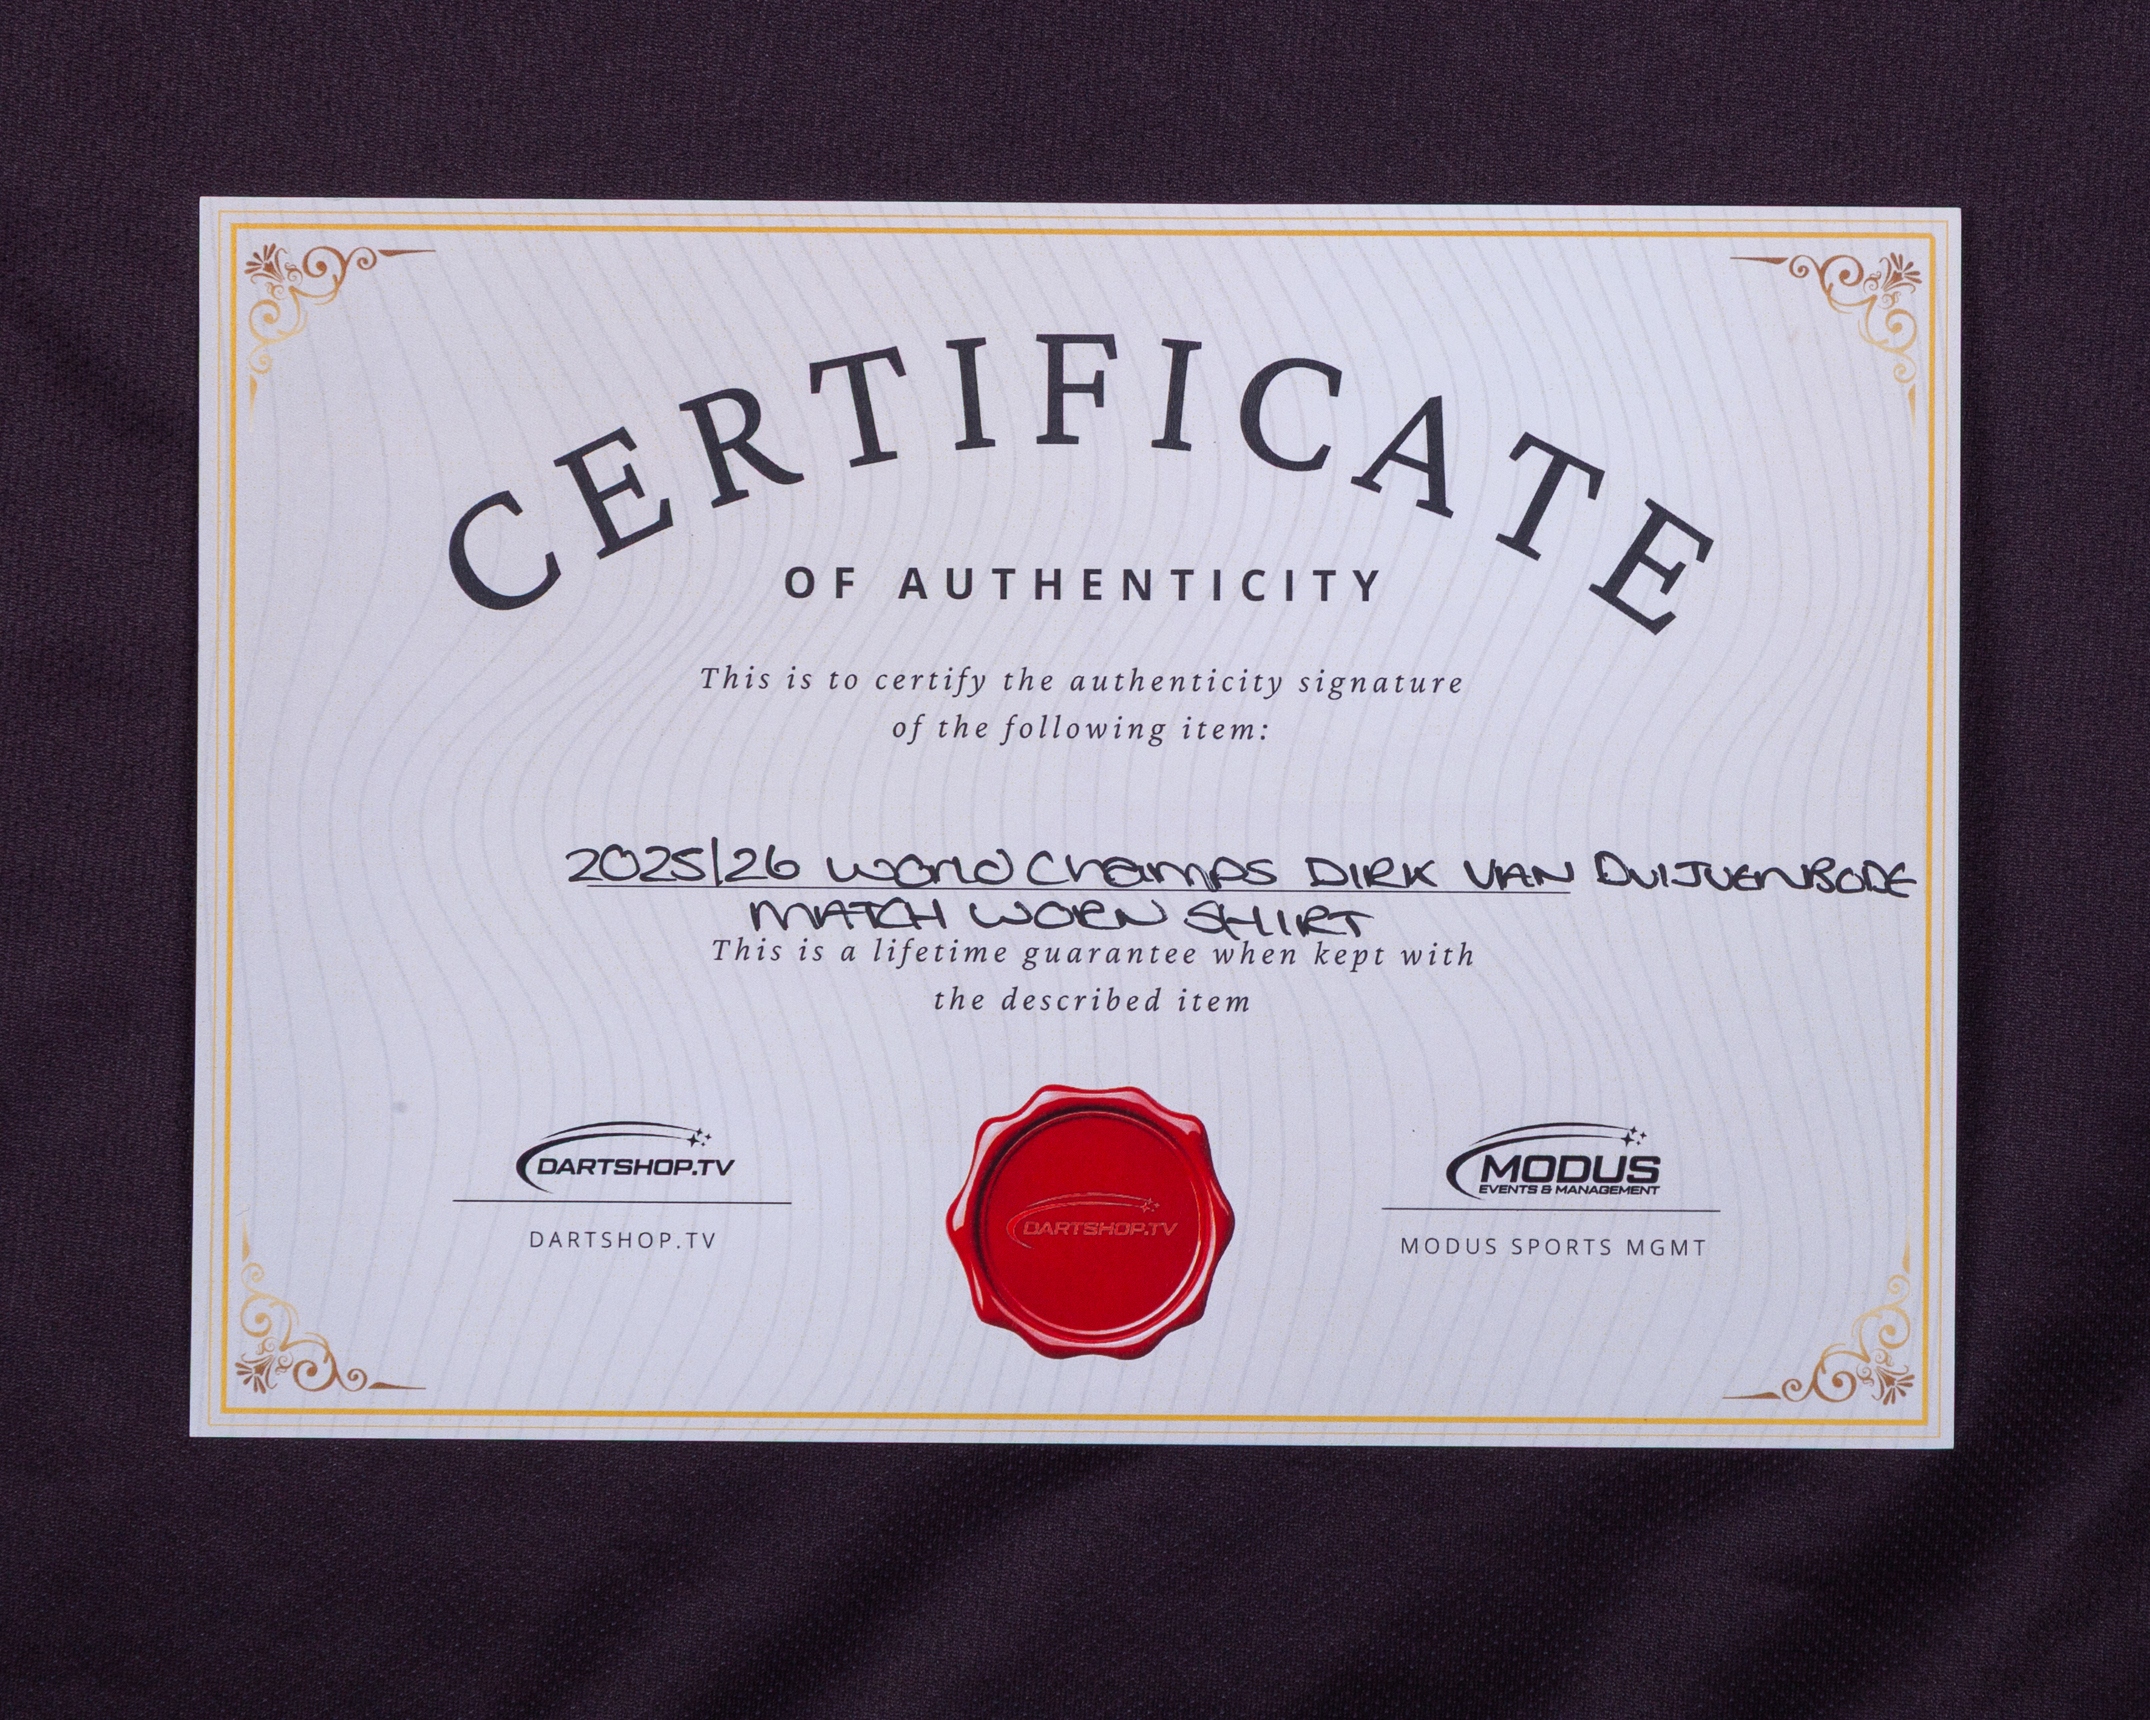 CERTIFICATE
OF AUTHENTICITY
This is to certify the authenticity signature
of the following item:
2025/26 World Champs DIRK VAN DUIJVENBODE
MATCH WORN SHIRT
This is a lifetime guarantee when kept with
the described item
DARTSHOP.TV
DARTSHOP.TV
DARTSHOP.TV
MODUS
EVENTS & MANAGEMENT
MODUS SPORTS MGMT